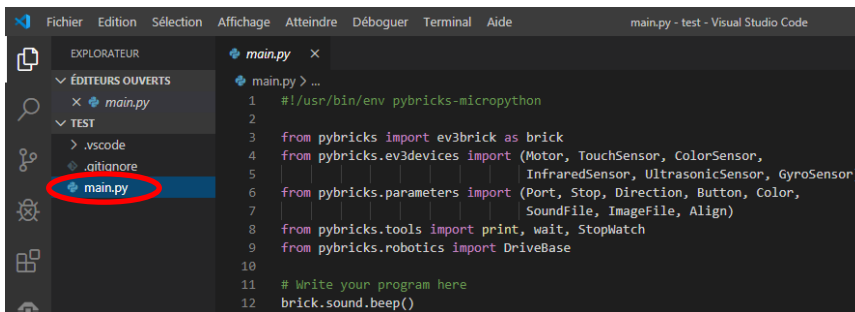 Fichier Edition Sélection Affichage Atteindre Déboguer Terminal Aide main.py - test - Visual Studio Code
EXPLORATEUR
main.py ×
ÉDITEURS OUVERTS
main.py > ...
× main.py
TEST
> .vscode
.gitignore
main.py
1 #!/usr/bin/env pybricks-micropython
2
3 from pybricks import ev3brick as brick
4 from pybricks.ev3devices import (Motor, TouchSensor, ColorSensor,
5 InfraredSensor, UltrasonicSensor, GyroSensor
6 from pybricks.parameters import (Port, Stop, Direction, Button, Color,
7 SoundFile, ImageFile, Align)
8 from pybricks.tools import print, wait, StopWatch
9 from pybricks.robotics import DriveBase
10
11 # Write your program here
12 brick.sound.beep()